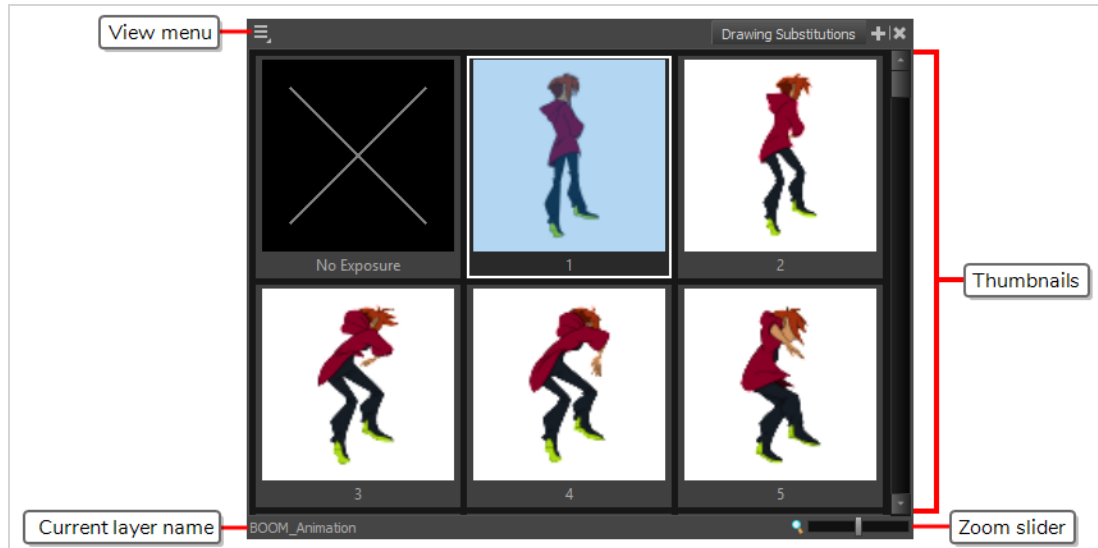 View menu
Drawing Substitutions
No Exposure
1
2
Thumbnails
3
4
5
Current layer name
BOOM_Animation
Zoom slider